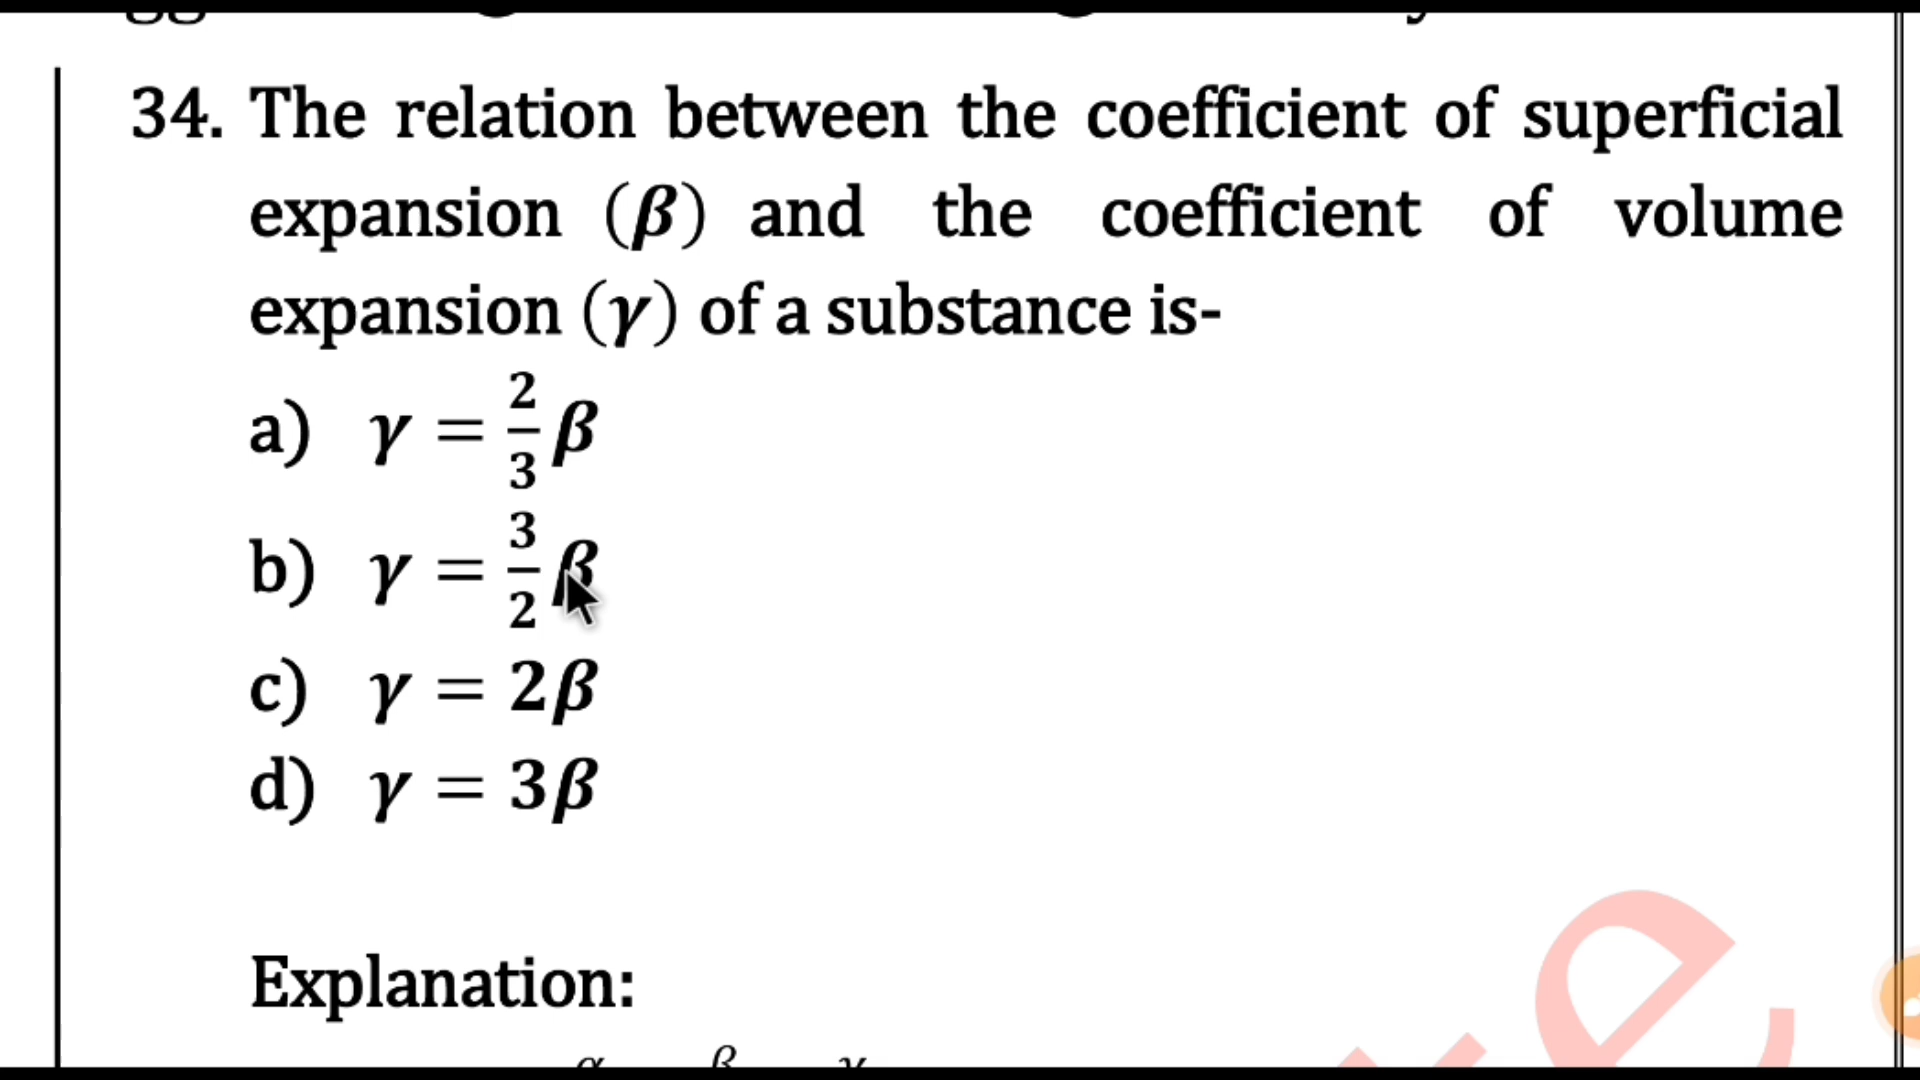 34. The relation between the coefficient of superficial
expansion (β) and the coefficient of volume
expansion (γ) of a substance is-
a) γ = 2/3 β
b) γ = 3/2 β
c) γ = 2β
d) γ = 3β
Explanation:
α β γ